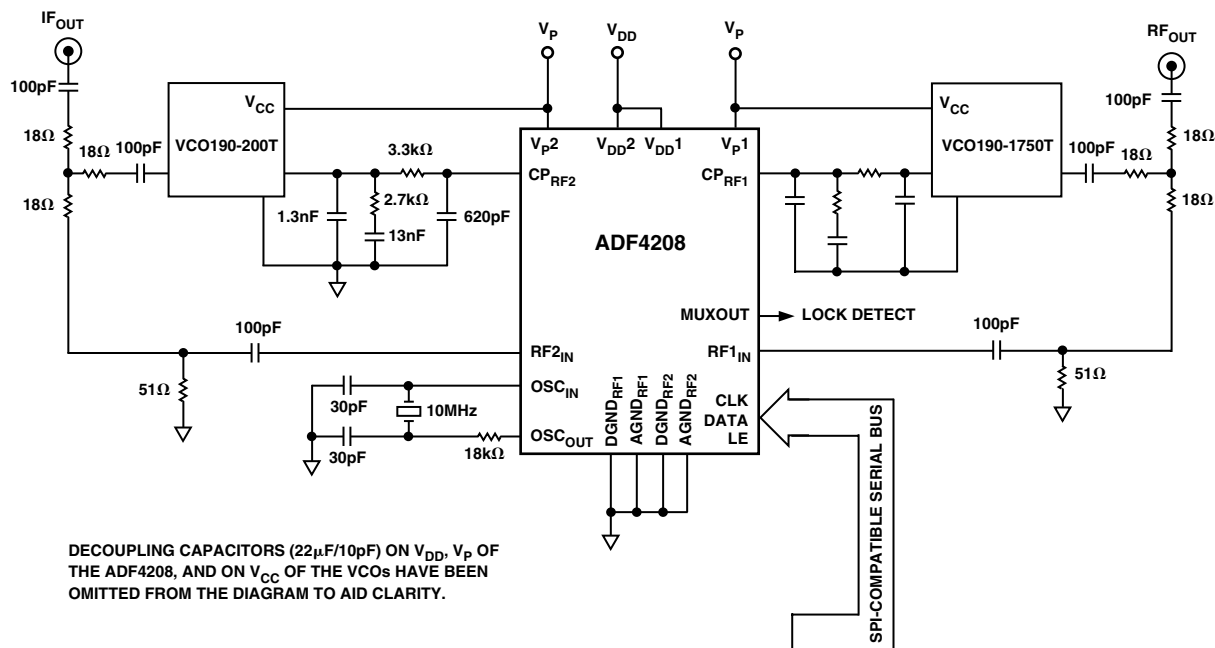 IF_OUT
100pF
18Ω
18Ω
100pF
18Ω
V_CC
VCO190-200T
3.3kΩ
1.3nF
2.7kΩ
13nF
620pF
V_P
V_DD
V_P
V_P2
V_DD2
V_DD1
V_P1
CP_RF2
CP_RF1
ADF4208
V_CC
VCO190-1750T
RF_OUT
100pF
18Ω
100pF
18Ω
18Ω
MUXOUT
LOCK DETECT
100pF
RF2_IN
RF1_IN
100pF
51Ω
51Ω
OSC_IN
30pF
10MHz
OSC_OUT
30pF
18kΩ
DGND_RF1
AGND_RF1
DGND_RF2
AGND_RF2
CLK
DATA
LE
SPI-COMPATIBLE SERIAL BUS
DECOUPLING CAPACITORS (22µF/10pF) ON V_DD, V_P OF
THE ADF4208, AND ON V_CC OF THE VCOs HAVE BEEN
OMITTED FROM THE DIAGRAM TO AID CLARITY.